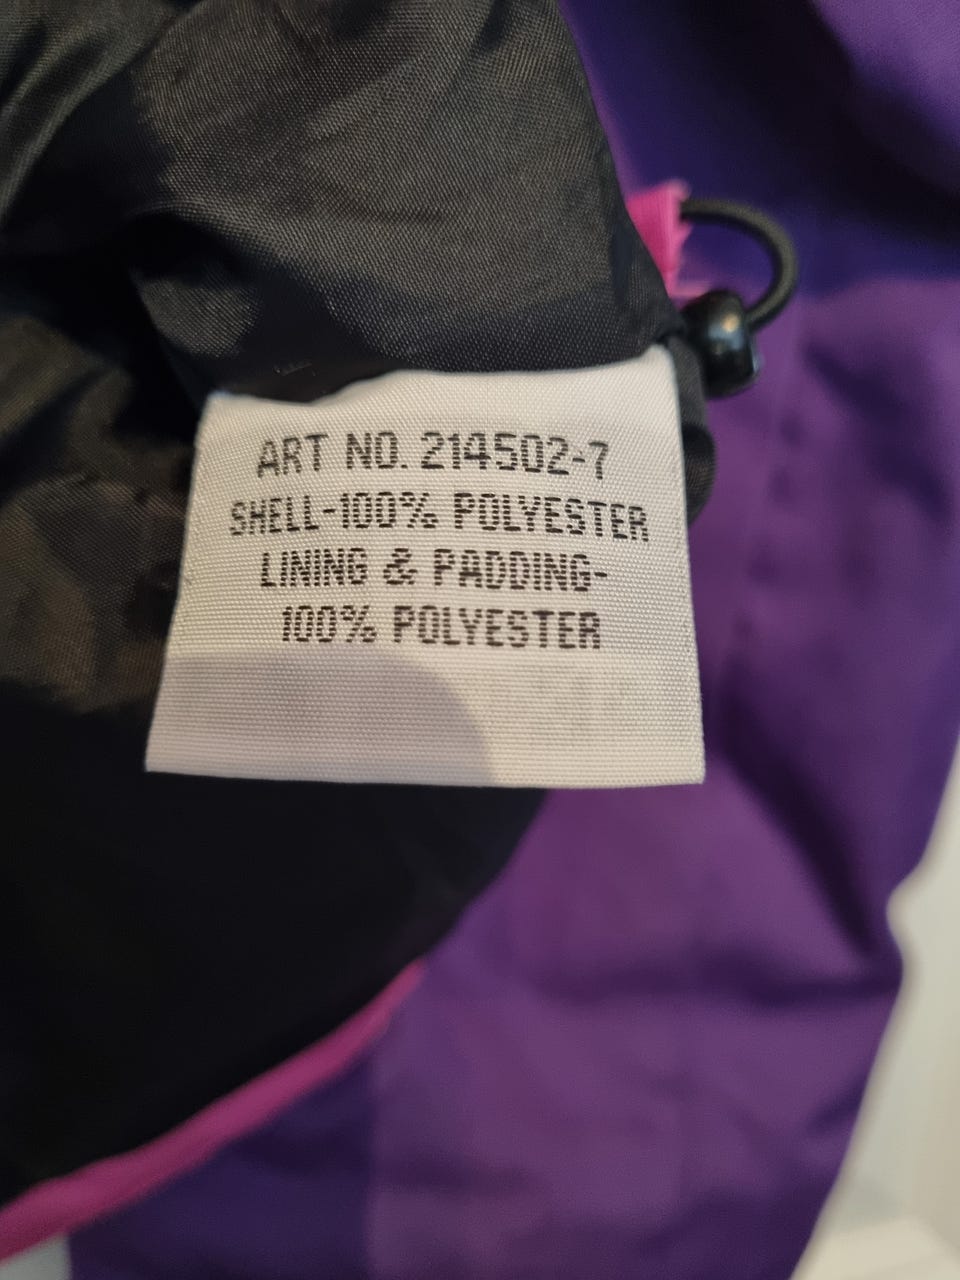 ART NO. 214502-7
SHELL-100% POLYESTER
LINING & PADDING-
100% POLYESTER